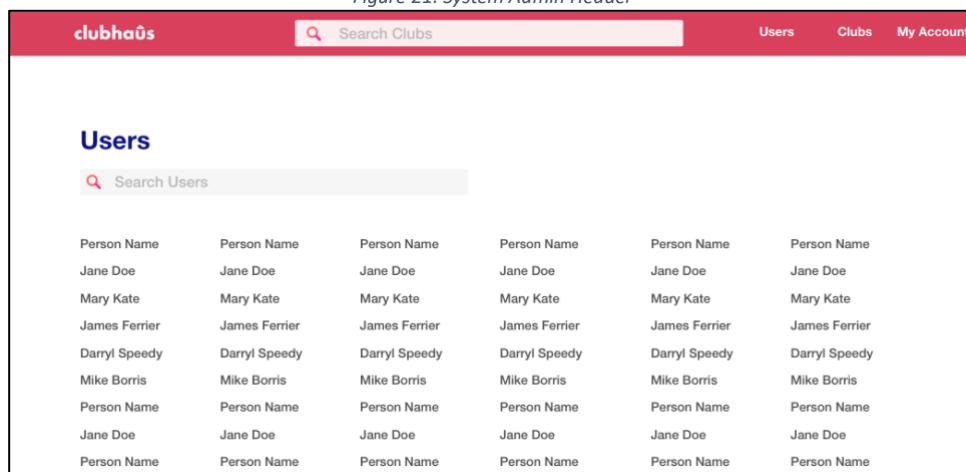 Figure 21: System Admin Header
clubhaûs Search Clubs Users Clubs My Account
Users
Search Users
Person Name Person Name Person Name Person Name Person Name Person Name
Jane Doe Jane Doe Jane Doe Jane Doe Jane Doe Jane Doe
Mary Kate Mary Kate Mary Kate Mary Kate Mary Kate Mary Kate
James Ferrier James Ferrier James Ferrier James Ferrier James Ferrier James Ferrier
Darryl Speedy Darryl Speedy Darryl Speedy Darryl Speedy Darryl Speedy Darryl Speedy
Mike Borris Mike Borris Mike Borris Mike Borris Mike Borris Mike Borris
Person Name Person Name Person Name Person Name Person Name Person Name
Jane Doe Jane Doe Jane Doe Jane Doe Jane Doe Jane Doe
Person Name Person Name Person Name Person Name Person Name Person Name